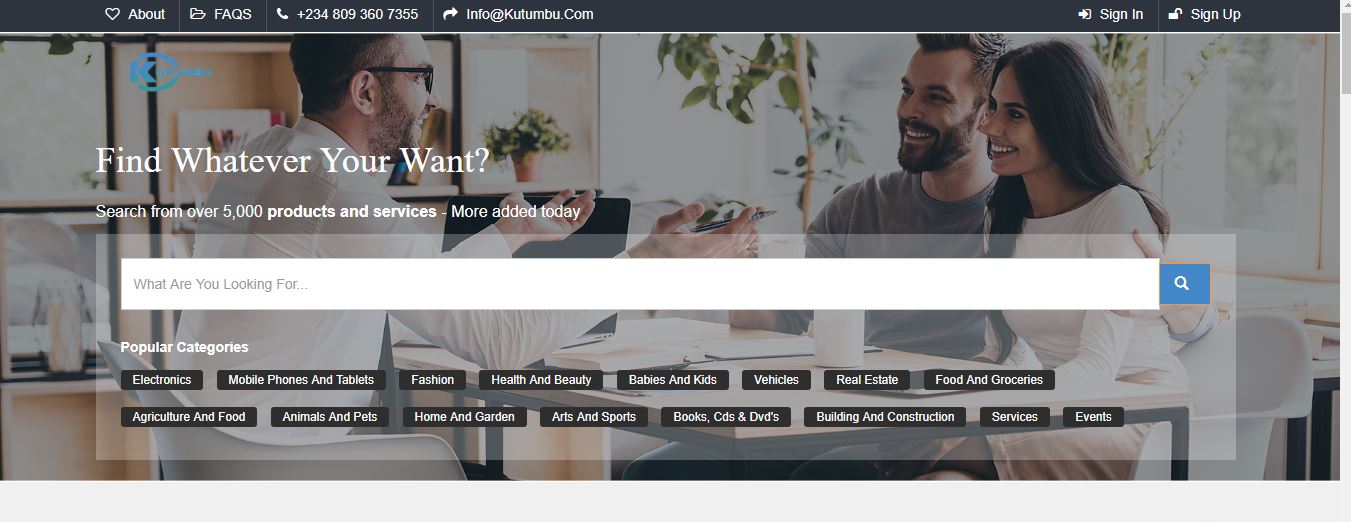 About FAQS +234 809 360 7355 Info@Kutumbu.Com Sign In Sign Up
KUTUMBU
Find Whatever Your Want?
Search from over 5,000 products and services - More added today
What Are You Looking For...
Popular Categories
Electronics Mobile Phones And Tablets Fashion Health And Beauty Babies And Kids Vehicles Real Estate Food And Groceries
Agriculture And Food Animals And Pets Home And Garden Arts And Sports Books, Cds & Dvd's Building And Construction Services Events